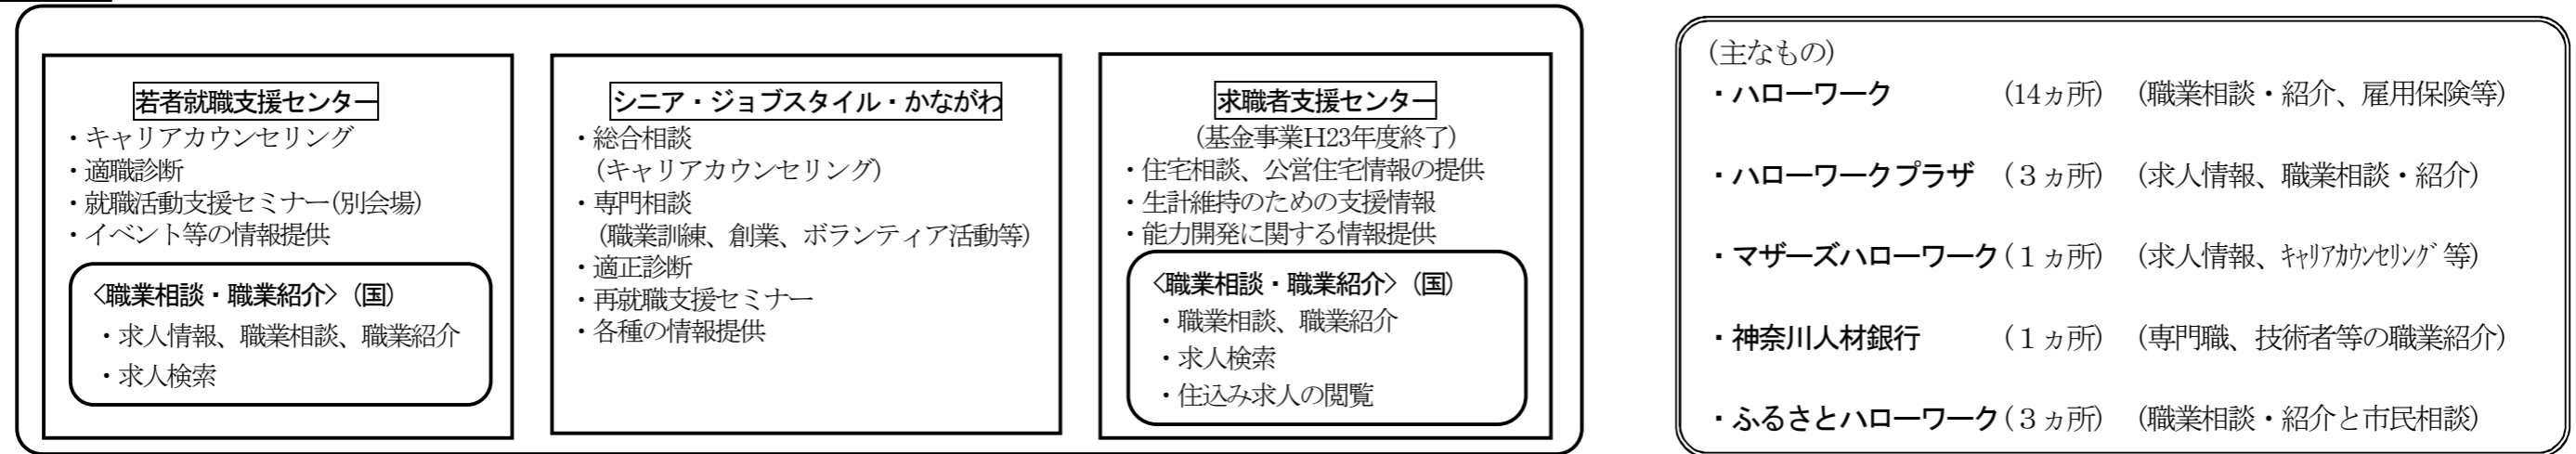 若者就職支援センター
・キャリアカウンセリング
・適職診断
・就職活動支援セミナー(別会場)
・イベント等の情報提供
<職業相談・職業紹介>(国)
・求人情報、職業相談、職業紹介
・求人検索
シニア・ジョブスタイル・かながわ
・総合相談
(キャリアカウンセリング)
・専門相談
(職業訓練、創業、ボランティア活動等)
・適正診断
・再就職支援セミナー
・各種の情報提供
求職者支援センター
(基金事業H23年度終了)
・住宅相談、公営住宅情報の提供
・生計維持のための支援情報
・能力開発に関する情報提供
<職業相談・職業紹介>(国)
・職業相談、職業紹介
・求人検索
・住込み求人の閲覧
(主なもの)
・ハローワーク (14ヵ所) (職業相談・紹介、雇用保険等)
・ハローワークプラザ (3ヵ所) (求人情報、職業相談・紹介)
・マザーズハローワーク (1ヵ所) (求人情報、ｷｬﾘｱｶｳﾝｾﾘﾝｸﾞ等)
・神奈川人材銀行 (1ヵ所) (専門職、技術者等の職業紹介)
・ふるさとハローワーク (3ヵ所) (職業相談・紹介と市民相談)